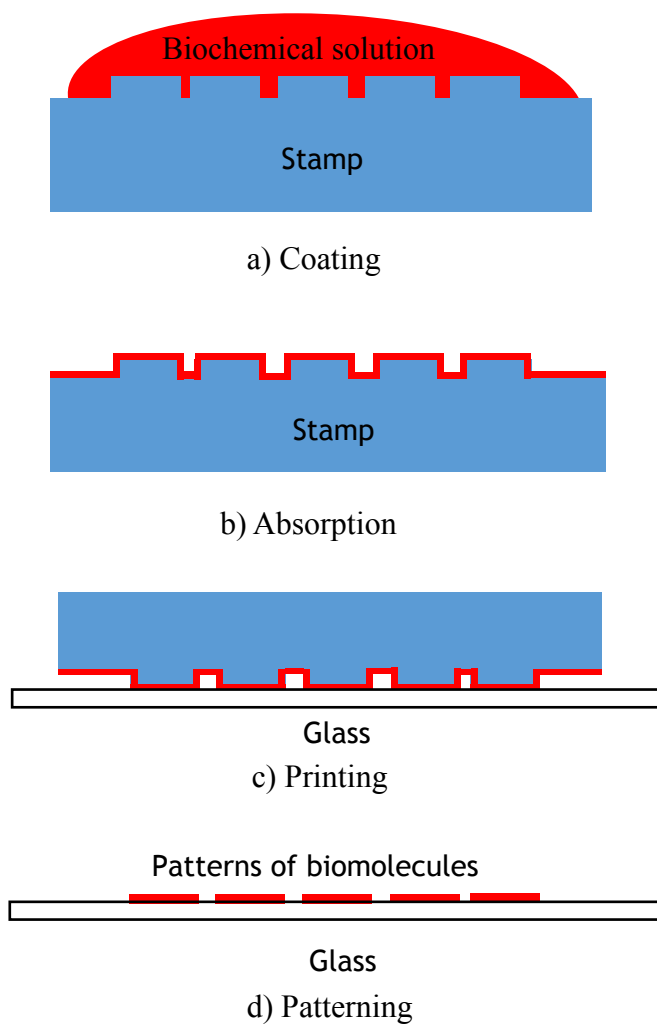 Biochemical solution
Stamp
a) Coating
Stamp
b) Absorption
Glass
c) Printing
Patterns of biomolecules
Glass
d) Patterning